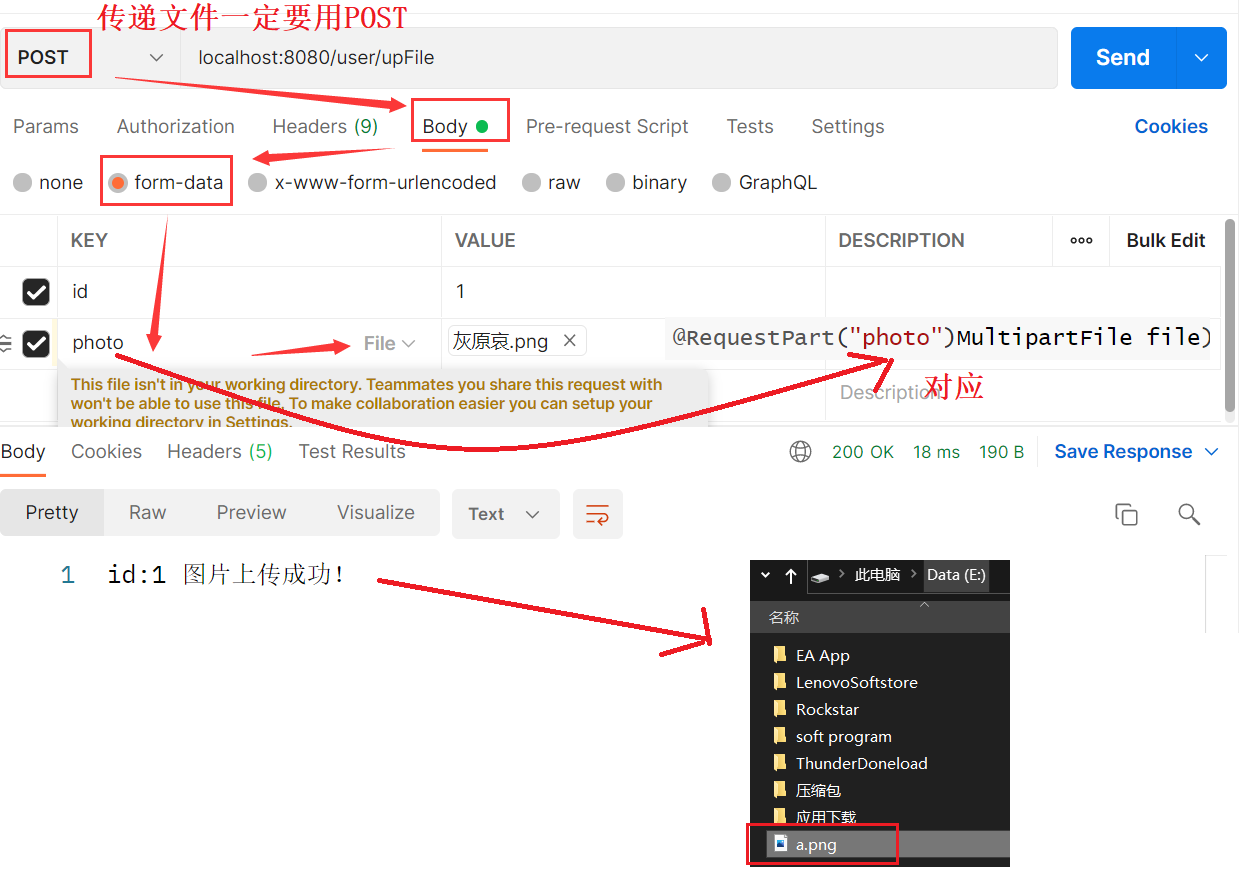 传递文件一定要用POST
POST
localhost:8080/user/upFile
Send
Params
Authorization
Headers (9)
Body
Pre-request Script
Tests
Settings
Cookies
none
form-data
x-www-form-urlencoded
raw
binary
GraphQL
KEY
VALUE
DESCRIPTION
Bulk Edit
id
1
photo
File
灰原哀.png
@RequestPart("photo")MultipartFile file)
This file isn't in your working directory. Teammates you share this request with
won't be able to use this file. To make collaboration easier you can setup your
working directory in Settings.
Description
对应
Body
Cookies
Headers (5)
Test Results
200 OK
18 ms
190 B
Save Response
Pretty
Raw
Preview
Visualize
Text
1
id:1 图片上传成功!
此电脑
Data (E:)
名称
EA App
LenovoSoftstore
Rockstar
soft program
ThunderDoneload
压缩包
应用下载
a.png